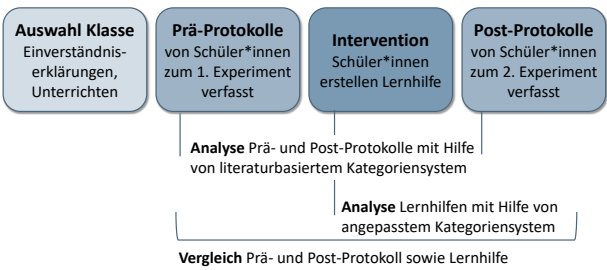 Auswahl Klasse
Einverständnis-
erklärungen,
Unterrichten
Prä-Protokolle
von Schüler*innen
zum 1. Experiment
verfasst
Intervention
Schüler*innen
erstellen Lernhilfe
Post-Protokolle
von Schüler*innen
zum 2. Experiment
verfasst
Analyse Prä- und Post-Protokolle mit Hilfe
von literaturbasiertem Kategoriensystem
Analyse Lernhilfen mit Hilfe von
angepasstem Kategoriensystem
Vergleich Prä- und Post-Protokoll sowie Lernhilfe